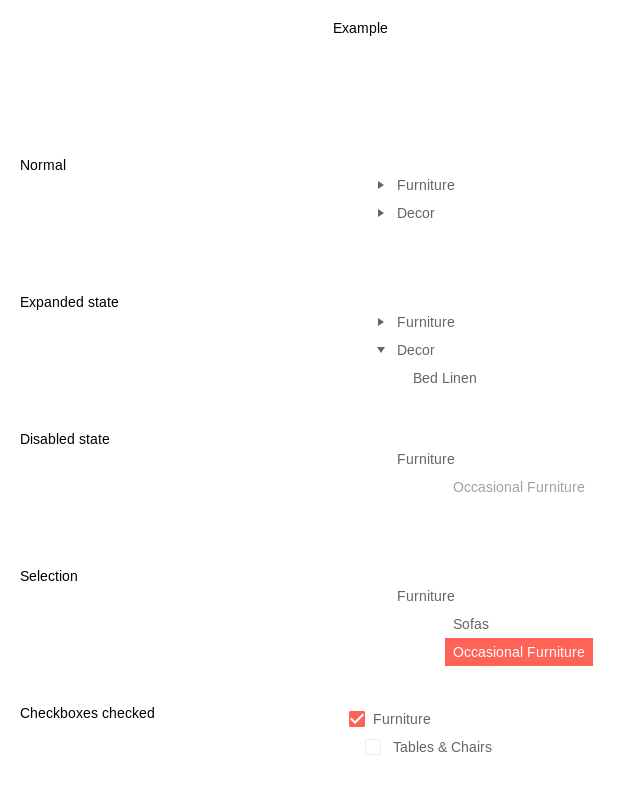 Example
Normal
Furniture
Decor
Expanded state
Furniture
Decor
Bed Linen
Disabled state
Furniture
Occasional Furniture
Selection
Furniture
Sofas
Occasional Furniture
Checkboxes checked
Furniture
Tables & Chairs